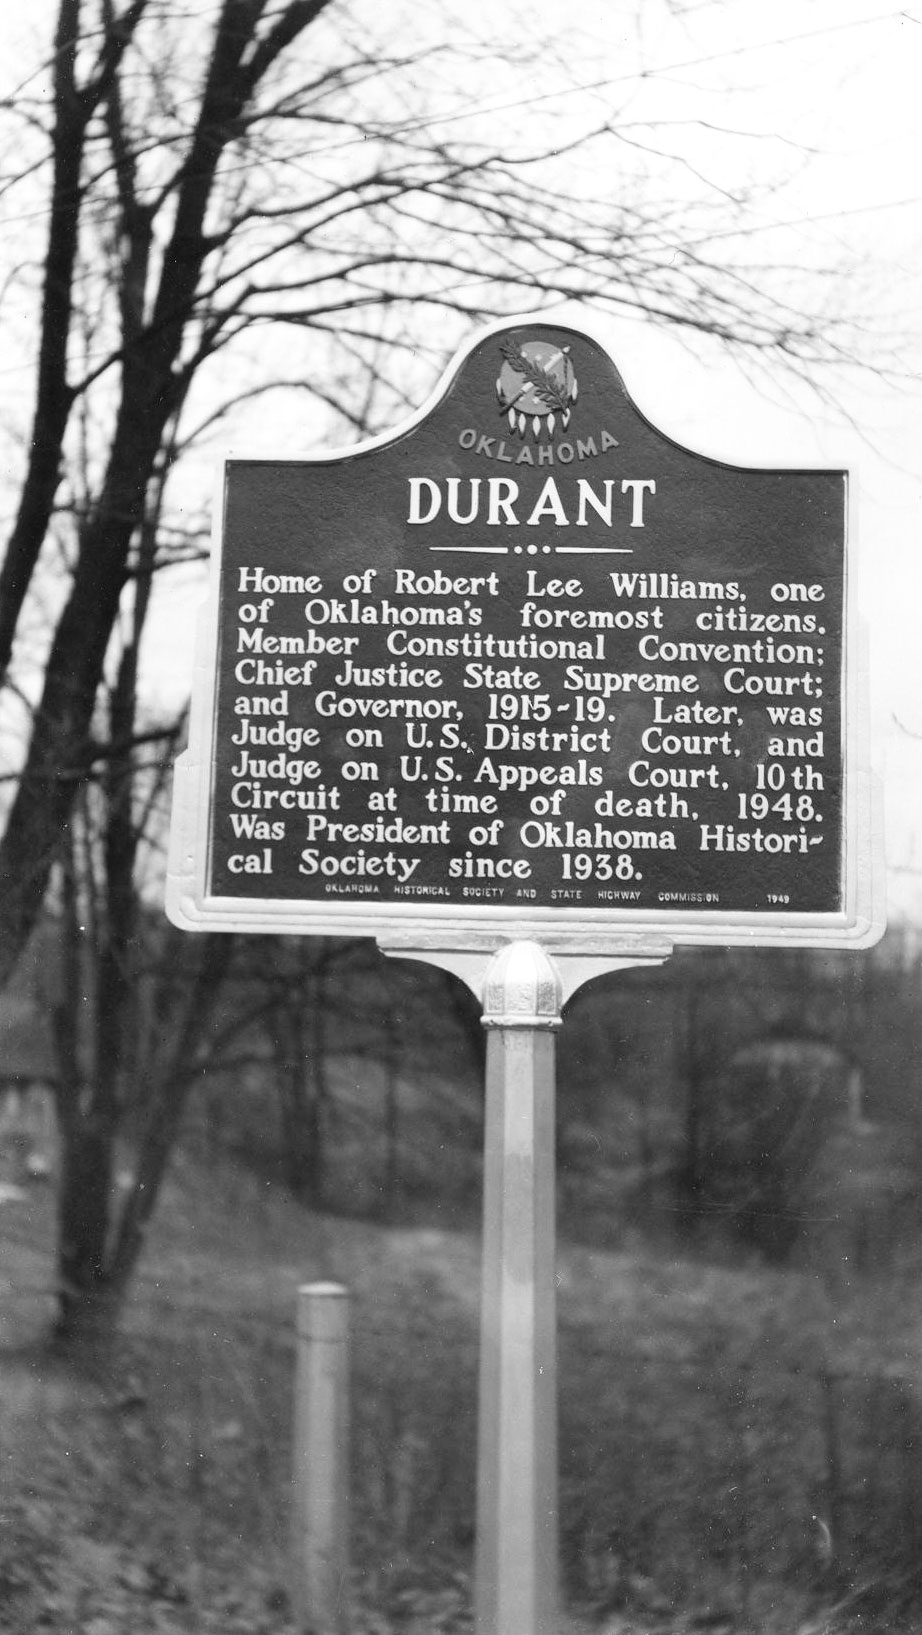 OKLAHOMA
DURANT
Home of Robert Lee Williams, one
of Oklahoma's foremost citizens.
Member Constitutional Convention;
Chief Justice State Supreme Court;
and Governor, 1915-19. Later, was
Judge on U.S. District Court, and
Judge on U.S. Appeals Court, 10th
Circuit at time of death, 1948.
Was President of Oklahoma Histori-
cal Society since 1938.
OKLAHOMA HISTORICAL SOCIETY AND STATE HIGHWAY COMMISSION 1949